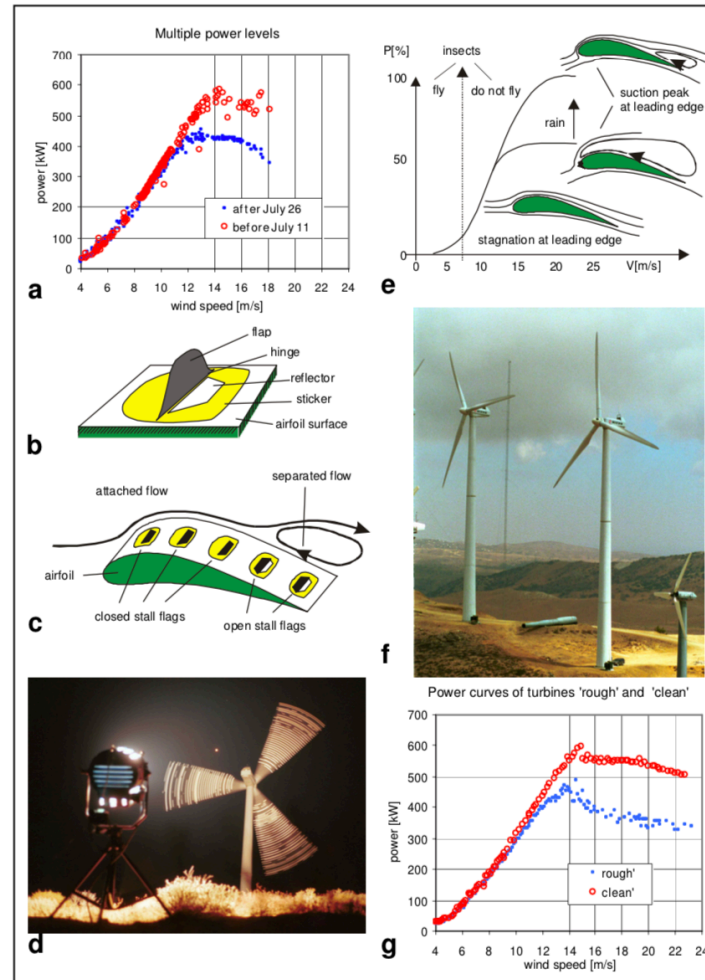 Multiple power levels
700
600
500
400
300
200
100
0
power [kW]
after July 26
before July 11
4 6 8 10 12 14 16 18 20 22 24
wind speed [m/s]
a
flap
hinge
reflector
sticker
airfoil surface
b
separated flow
attached flow
airfoil
closed stall flags
open stall flags
c
d
P[%]
insects
100
fly
do not fly
suction peak
at leading edge
rain
50
stagnation at leading edge
0
0 5 10 15 20 25 V[m/s]
e
f
Power curves of turbines 'rough' and 'clean'
700
600
500
400
300
200
100
0
power [kW]
rough'
clean'
4 6 8 10 12 14 16 18 20 22 24
wind speed [m/s]
g